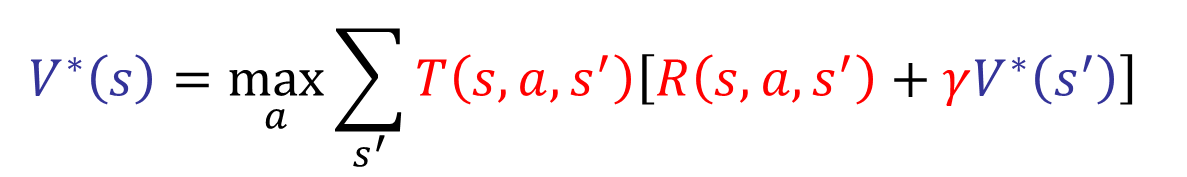 V*(s) = max_a ∑_{s′} T(s, a, s′)[R(s, a, s′) + γV*(s′)]